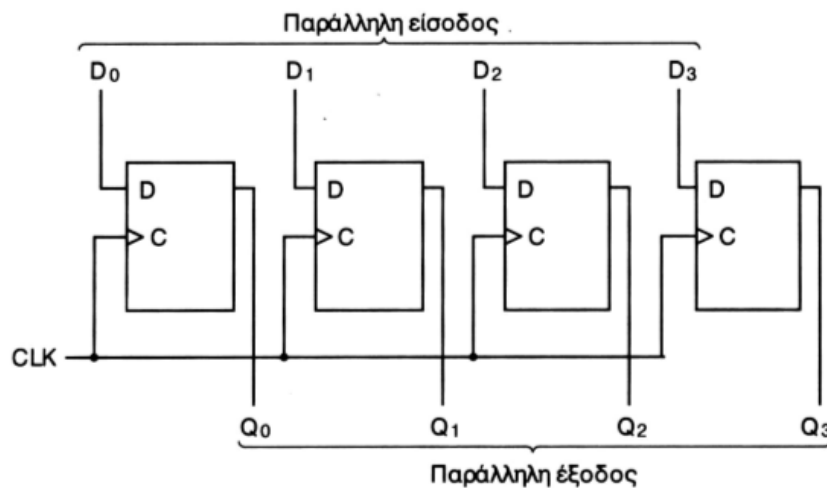 Παράλληλη είσοδος
D0 D1 D2 D3
D D D D
C C C C
CLK
Q0 Q1 Q2 Q3
Παράλληλη έξοδος